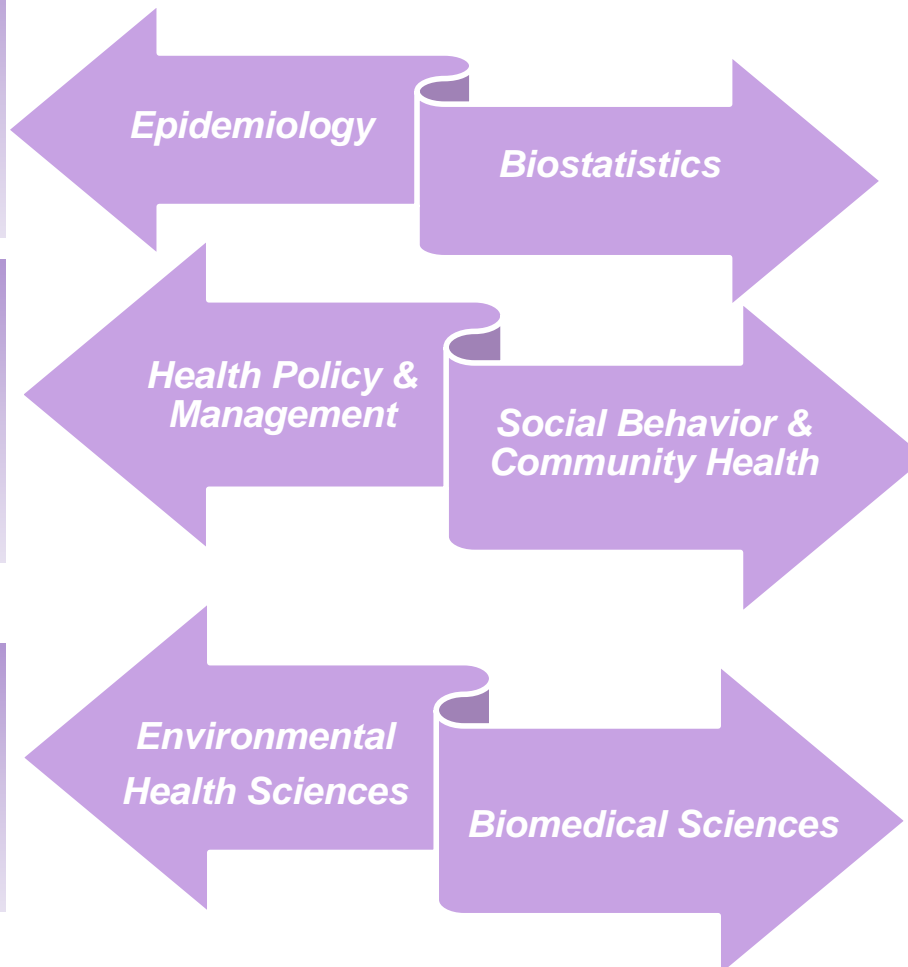 Epidemiology
Biostatistics
Health Policy &
Management
Social Behavior &
Community Health
Environmental
Health Sciences
Biomedical Sciences